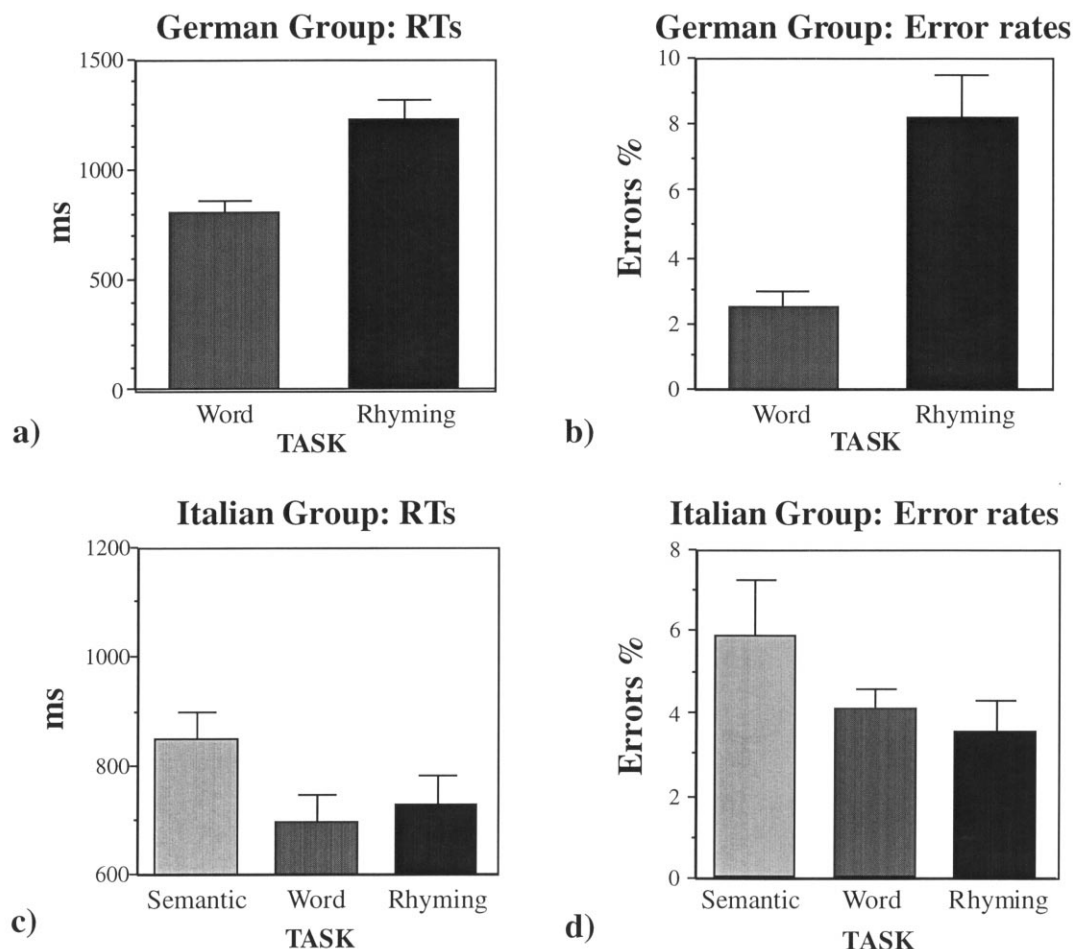 German Group: RTs
1500
1000
500
0
ms
Word Rhyming
TASK
a)
German Group: Error rates
10
8
6
4
2
0
Errors %
Word Rhyming
TASK
b)
Italian Group: RTs
1200
1000
800
600
ms
Semantic Word Rhyming
TASK
c)
Italian Group: Error rates
8
6
4
2
0
Errors %
Semantic Word Rhyming
TASK
d)